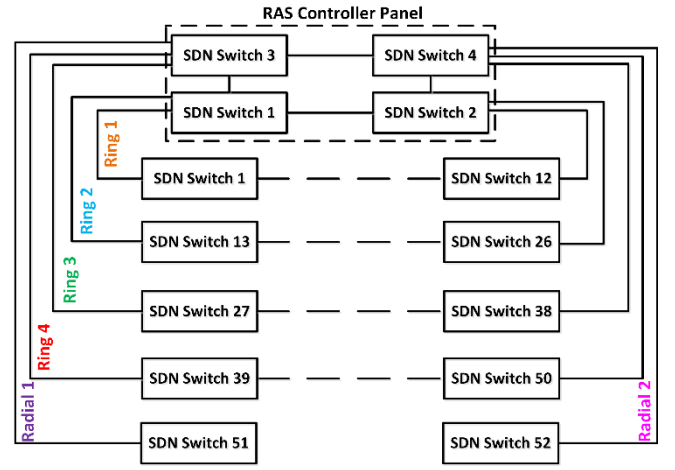 RAS Controller Panel
SDN Switch 3
SDN Switch 4
SDN Switch 1
SDN Switch 2
Ring 1
SDN Switch 1
SDN Switch 12
Ring 2
SDN Switch 13
SDN Switch 26
Ring 3
SDN Switch 27
SDN Switch 38
Ring 4
SDN Switch 39
SDN Switch 50
Radial 1
Radial 2
SDN Switch 51
SDN Switch 52